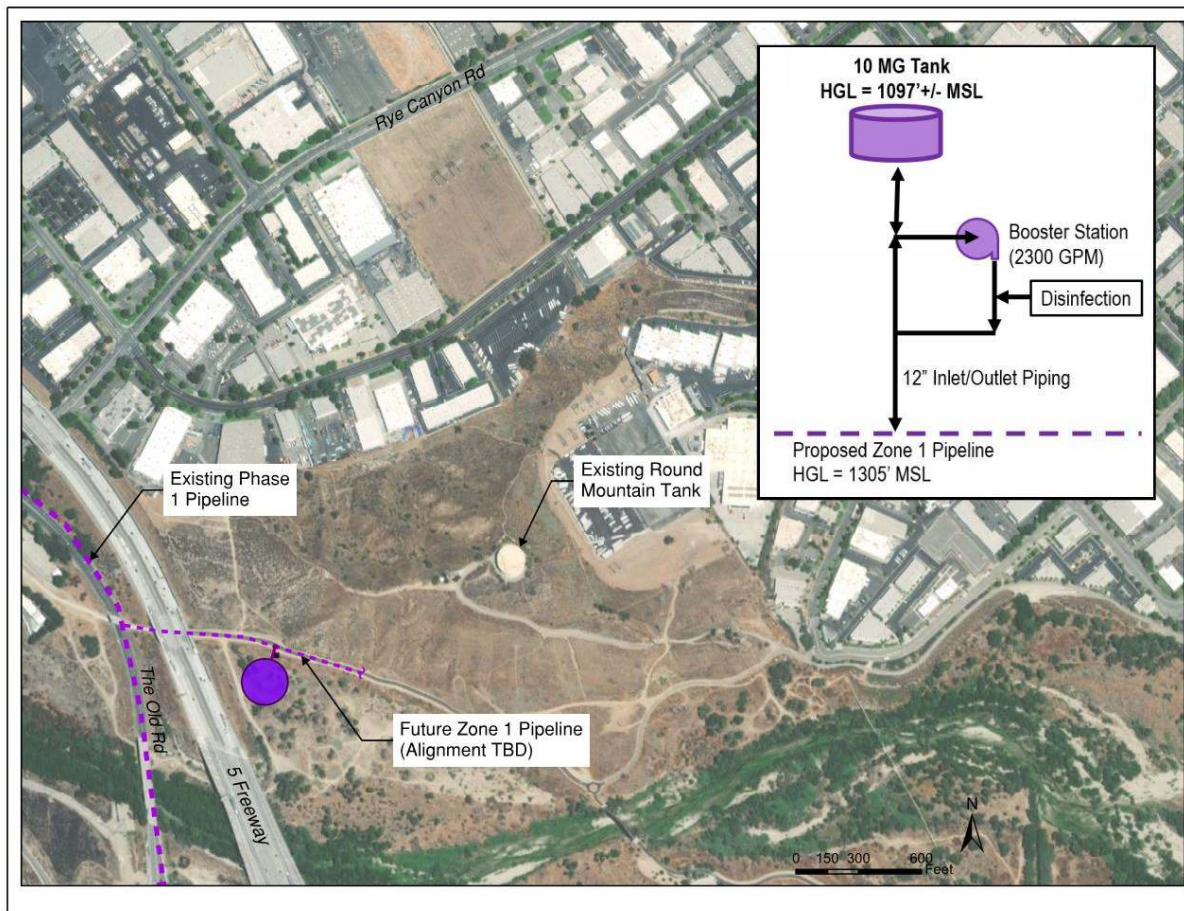 Rye Canyon Rd
10 MG Tank
HGL = 1097'+/- MSL
Booster Station
(2300 GPM)
Disinfection
12" Inlet/Outlet Piping
Proposed Zone 1 Pipeline
HGL = 1305' MSL
Existing Phase
1 Pipeline
Existing Round
Mountain Tank
The Old Rd
5 Freeway
Future Zone 1 Pipeline
(Alignment TBD)
N
0 150 300 600
Feet